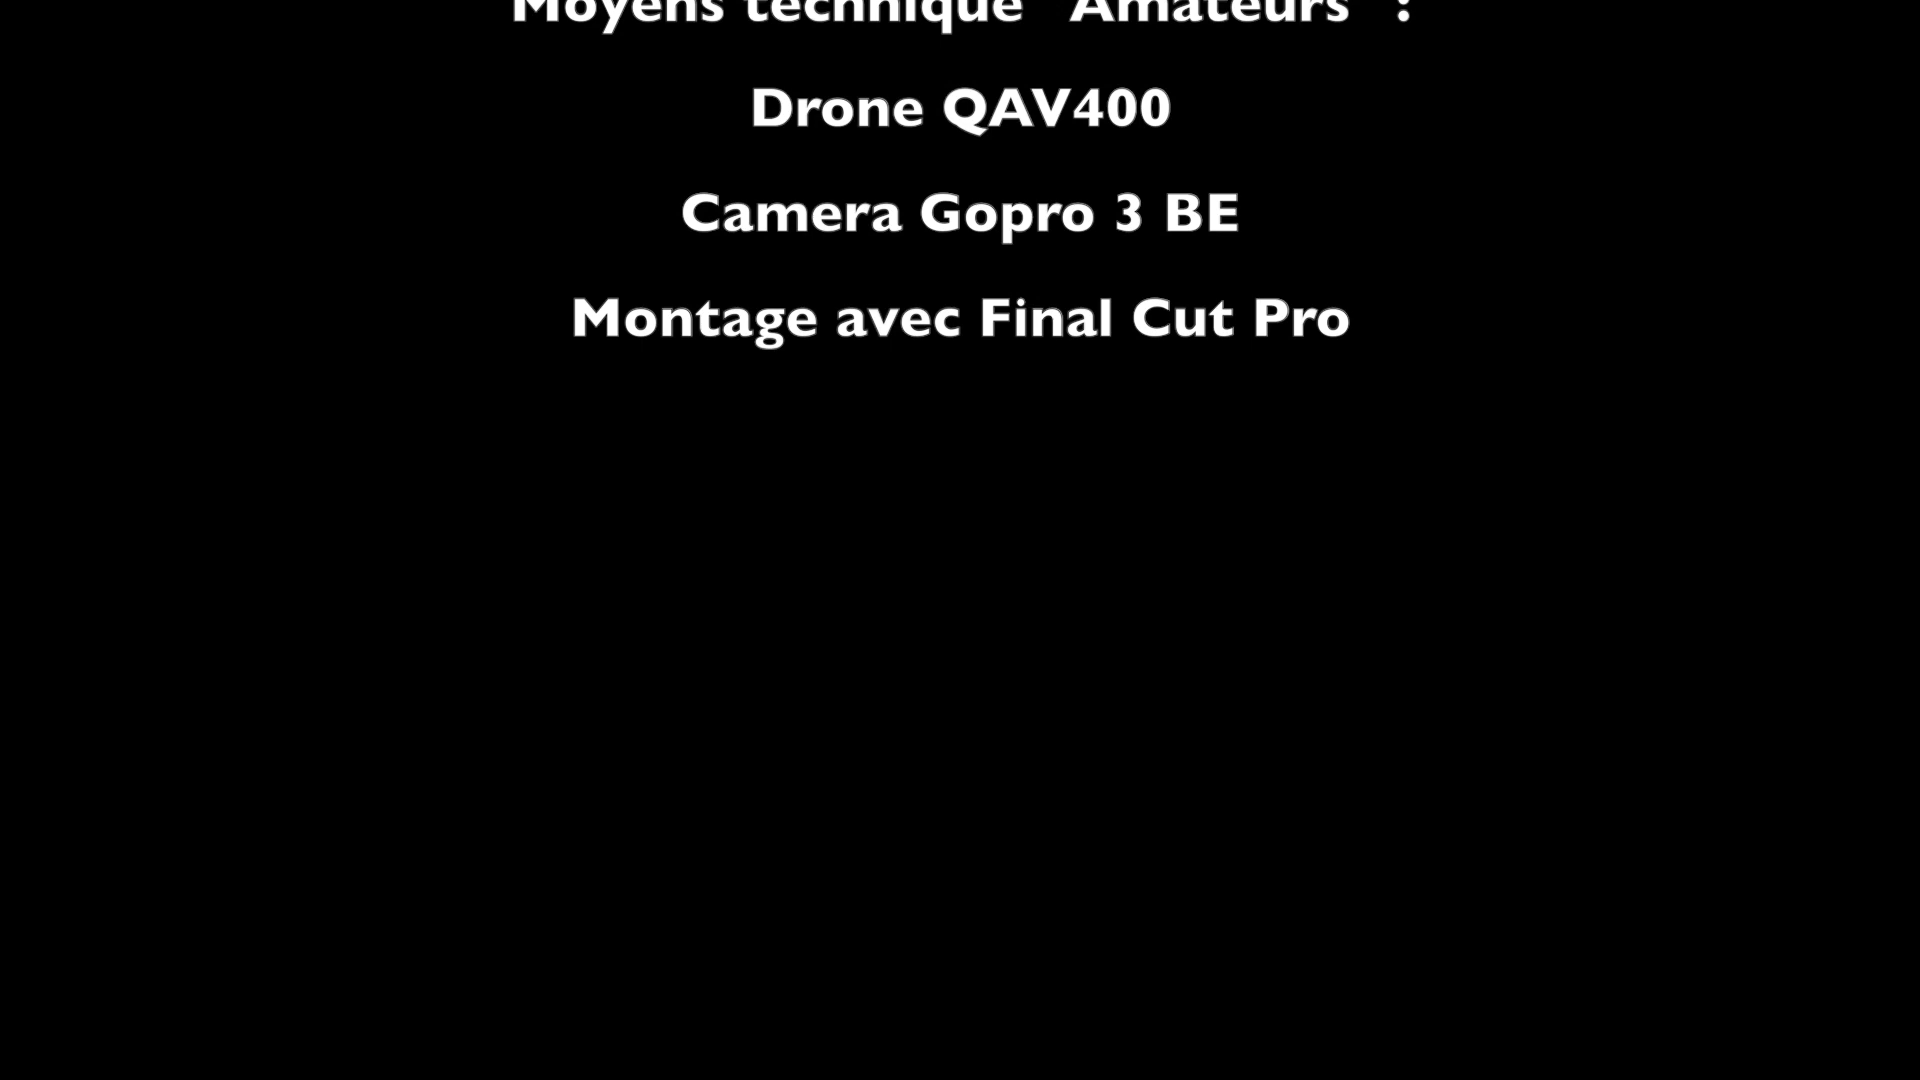 Moyens technique "Amateurs" :
Drone QAV400
Camera Gopro 3 BE
Montage avec Final Cut Pro